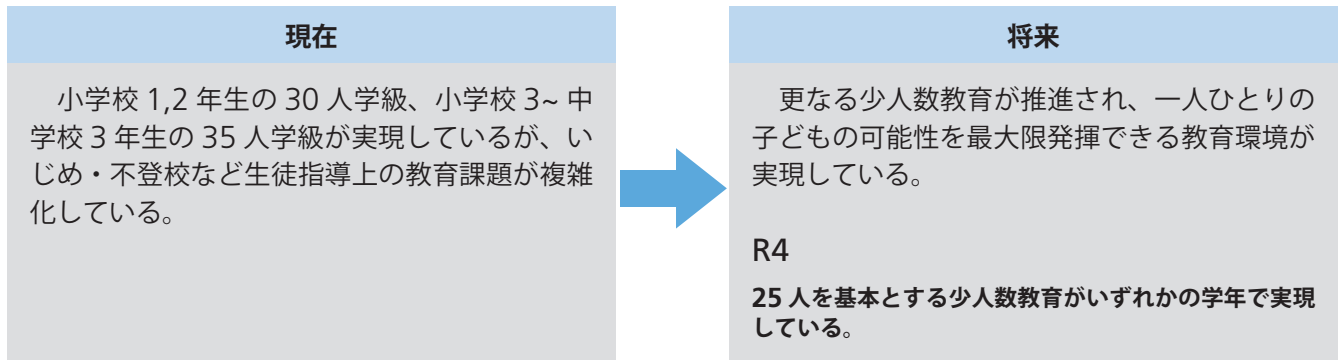 現在
小学校 1,2 年生の 30 人学級、小学校 3~ 中
学校 3 年生の 35 人学級が実現しているが、い
じめ・不登校など生徒指導上の教育課題が複雑
化している。
将来
更なる少人数教育が推進され、一人ひとりの
子どもの可能性を最大限発揮できる教育環境が
実現している。
R4
25 人を基本とする少人数教育がいずれかの学年で実現
している。